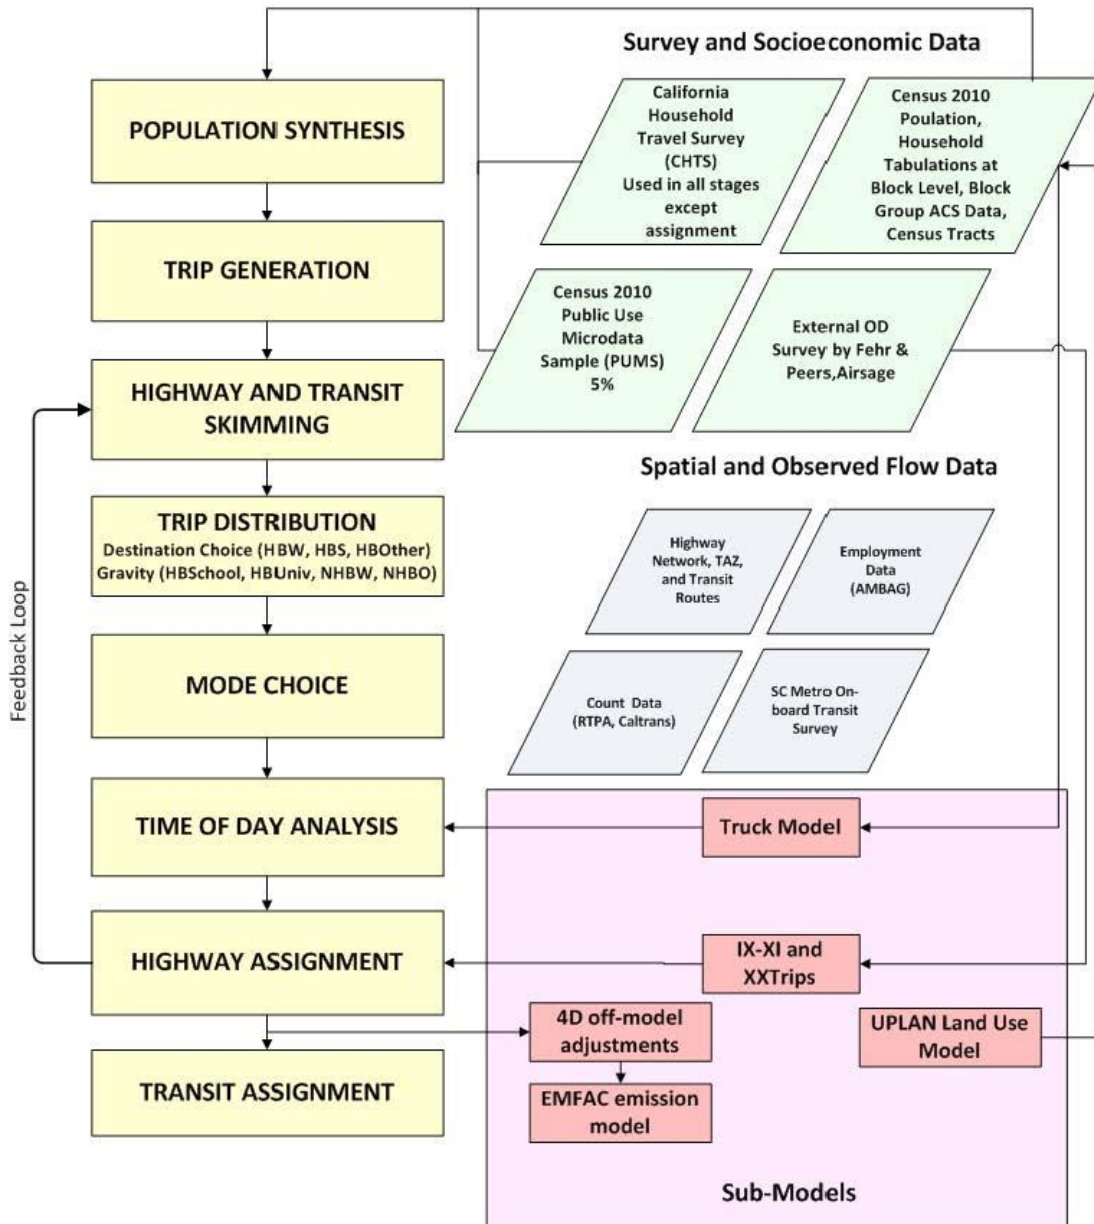 Survey and Socioeconomic Data
POPULATION SYNTHESIS
TRIP GENERATION
HIGHWAY AND TRANSIT
SKIMMING
TRIP DISTRIBUTION
Destination Choice (HBW, HBS, HBOther)
Gravity (HBSchool, HBUniv, NHBW, NHBO)
MODE CHOICE
TIME OF DAY ANALYSIS
HIGHWAY ASSIGNMENT
TRANSIT ASSIGNMENT
Feedback Loop
California
Household
Travel Survey
(CHTS)
Used in all stages
except
assignment
Census 2010
Poulation,
Household
Tabulations at
Block Level, Block
Group ACS Data,
Census Tracts
Census 2010
Public Use
Microdata
Sample (PUMS)
5%
External OD
Survey by Fehr &
Peers,Airsage
Spatial and Observed Flow Data
Highway
Network, TAZ,
and Transit
Routes
Employment
Data
(AMBAG)
Count Data
(RTPA, Caltrans)
SC Metro On-
board Transit
Survey
Truck Model
IX-XI and
XXTrips
4D off-model
adjustments
UPLAN Land Use
Model
EMFAC emission
model
Sub-Models